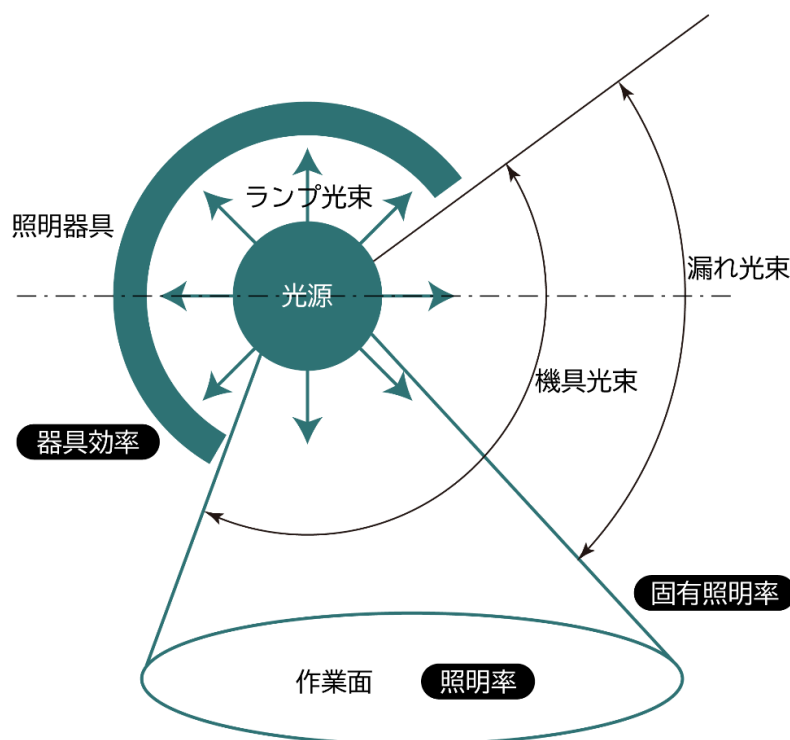 ランプ光束
照明器具
漏れ光束
光源
機具光束
器具効率
固有照明率
作業面
照明率